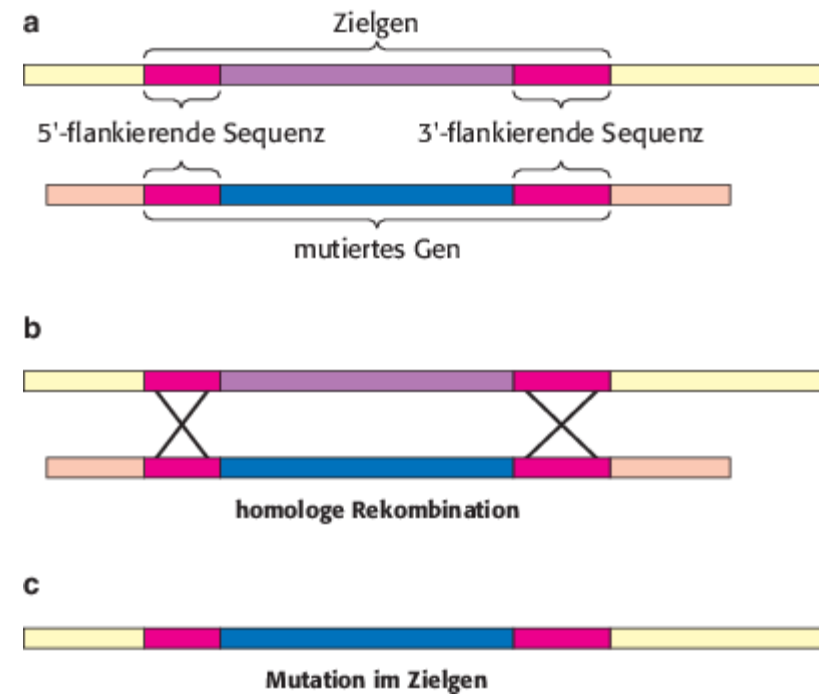 a
Zielgen
5'-flankierende Sequenz
3'-flankierende Sequenz
mutiertes Gen
b
homologe Rekombination
c
Mutation im Zielgen